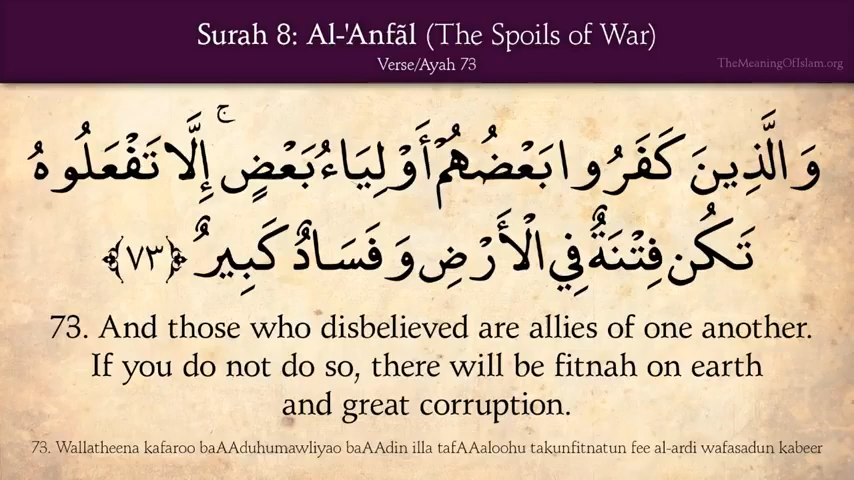 Surah 8: Al-'Anfãl (The Spoils of War)
Verse/Ayah 73
TheMeaningOfIslam.org
وَالَّذِينَ كَفَرُوا بَعْضُهُمْ أَوْلِيَاءُ بَعْضٍ ۚ إِلَّا تَفْعَلُوهُ
تَكُن فِتْنَةٌ فِي الْأَرْضِ وَفَسَادٌ كَبِيرٌ ﴿٧٣﴾
73. And those who disbelieved are allies of one another.
If you do not do so, there will be fitnah on earth
and great corruption.
73. Wallatheena kafaroo baAAduhumawliyao baAAdin illa tafAAaloohu takunfitnatun fee al-ardi wafasadun kabeer